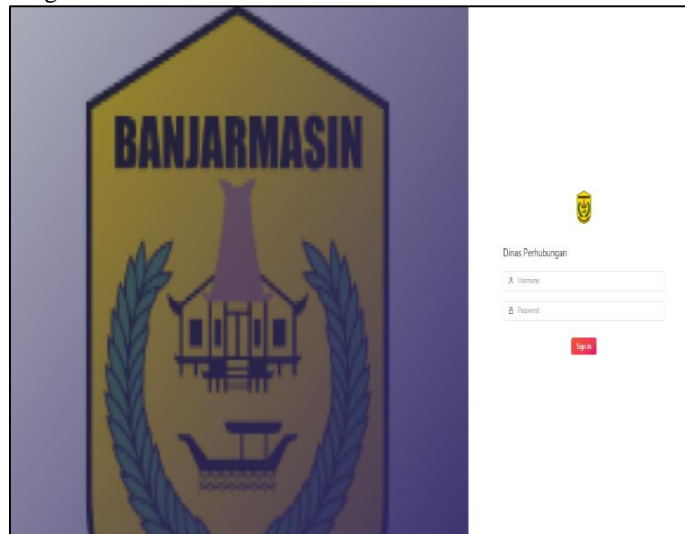 BANJARMASIN
Dinas Perhubungan
Username
Password
Sign In